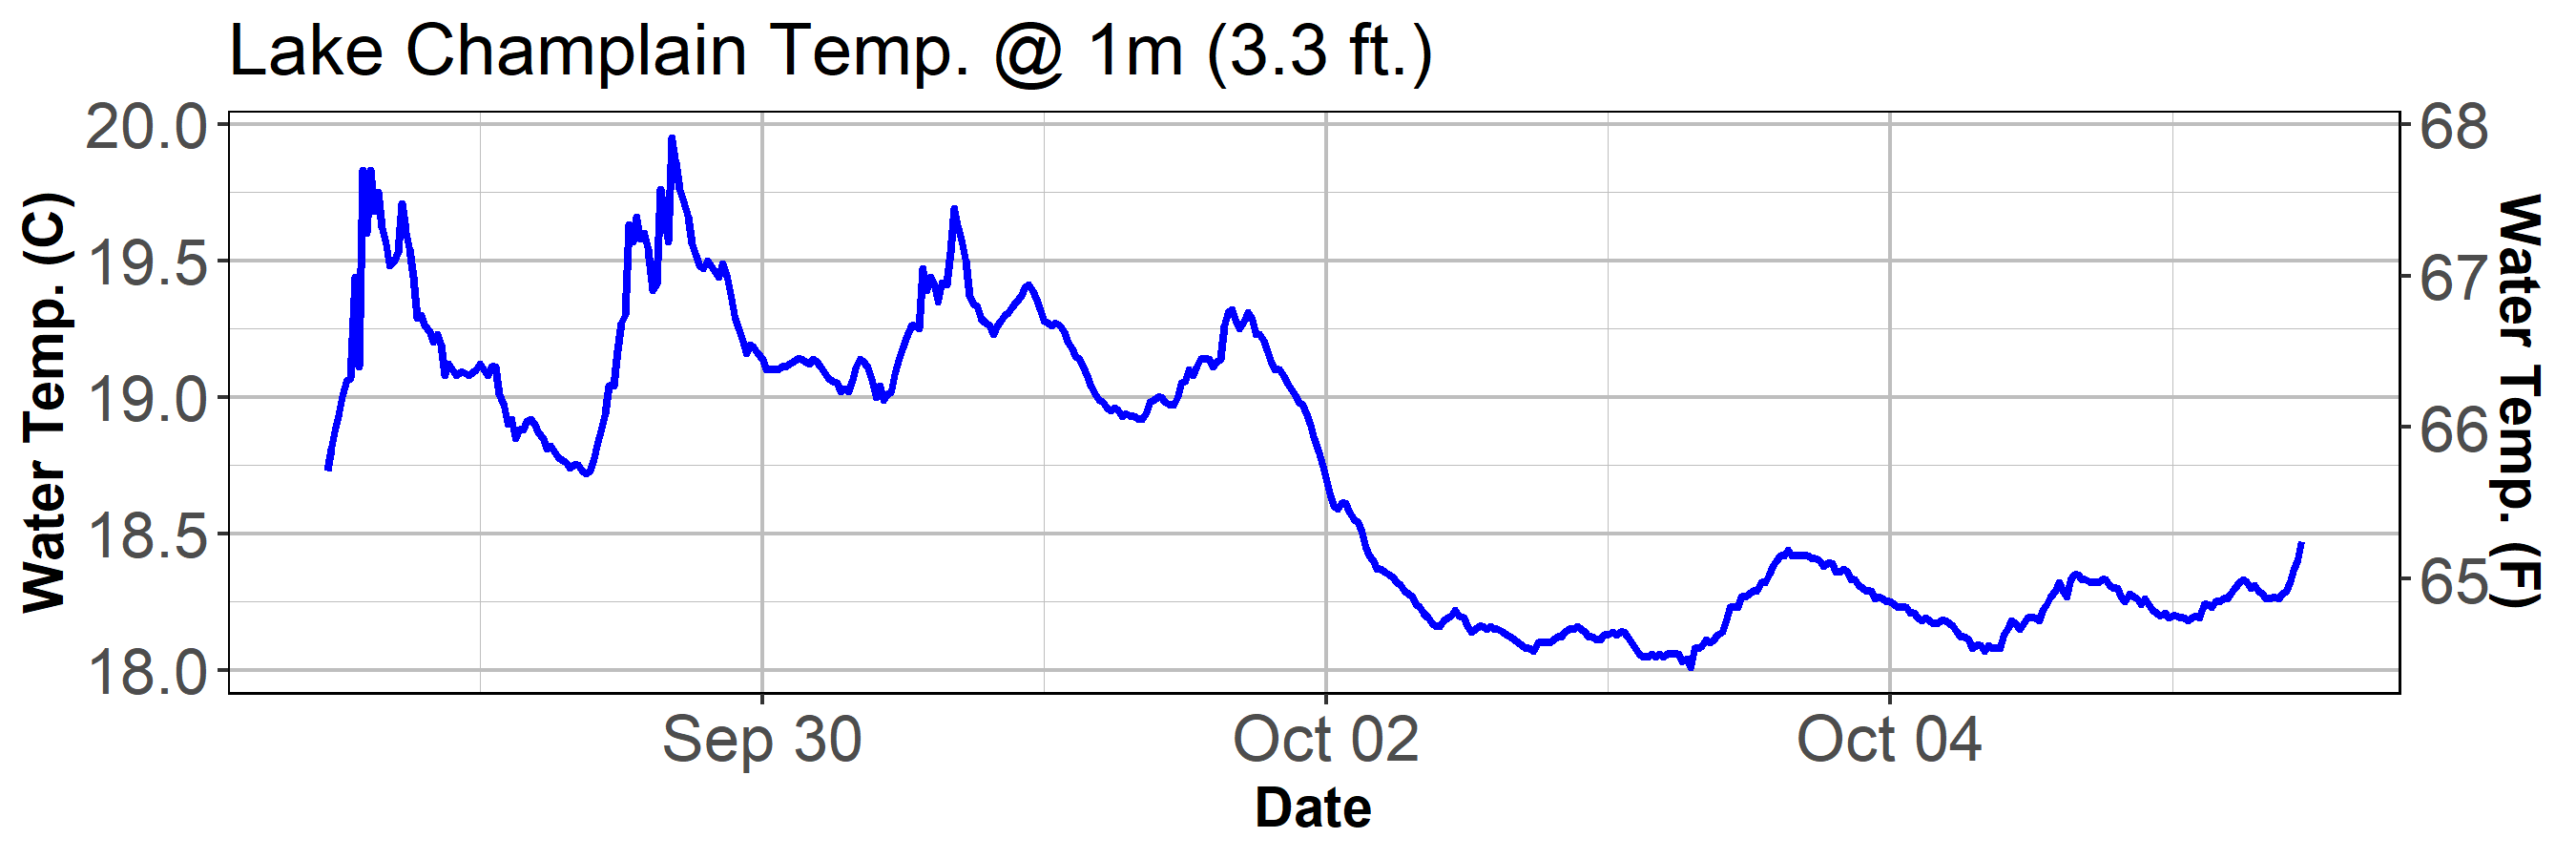 Lake Champlain Temp. @ 1m (3.3 ft.)
Water Temp. (C)
20.0
19.5
19.0
18.5
18.0
68
67
66
65
Water Temp. (F)
Sep 30
Oct 02
Oct 04
Date